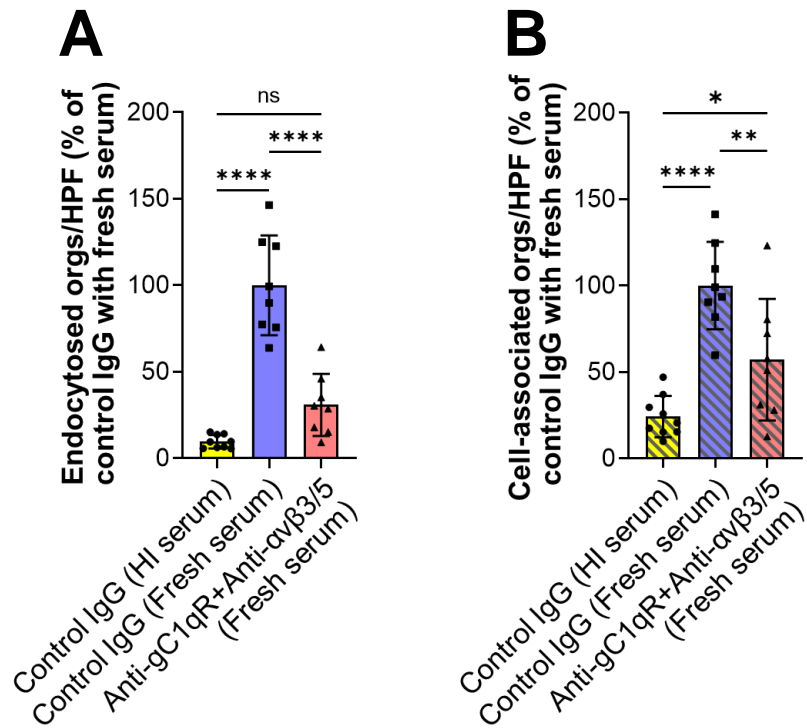 A
Endocytosed orgs/HPF (% of
control IgG with fresh serum)
200
150
100
50
0
ns
****
****
Control IgG (HI serum)
Control IgG (Fresh serum)
Anti-gC1qR+Anti-αvβ3/5
(Fresh serum)
B
Cell-associated orgs/HPF (% of
control IgG with fresh serum)
200
150
100
50
0
*
**
****
Control IgG (HI serum)
Control IgG (Fresh serum)
Anti-gC1qR+Anti-αvβ3/5
(Fresh serum)